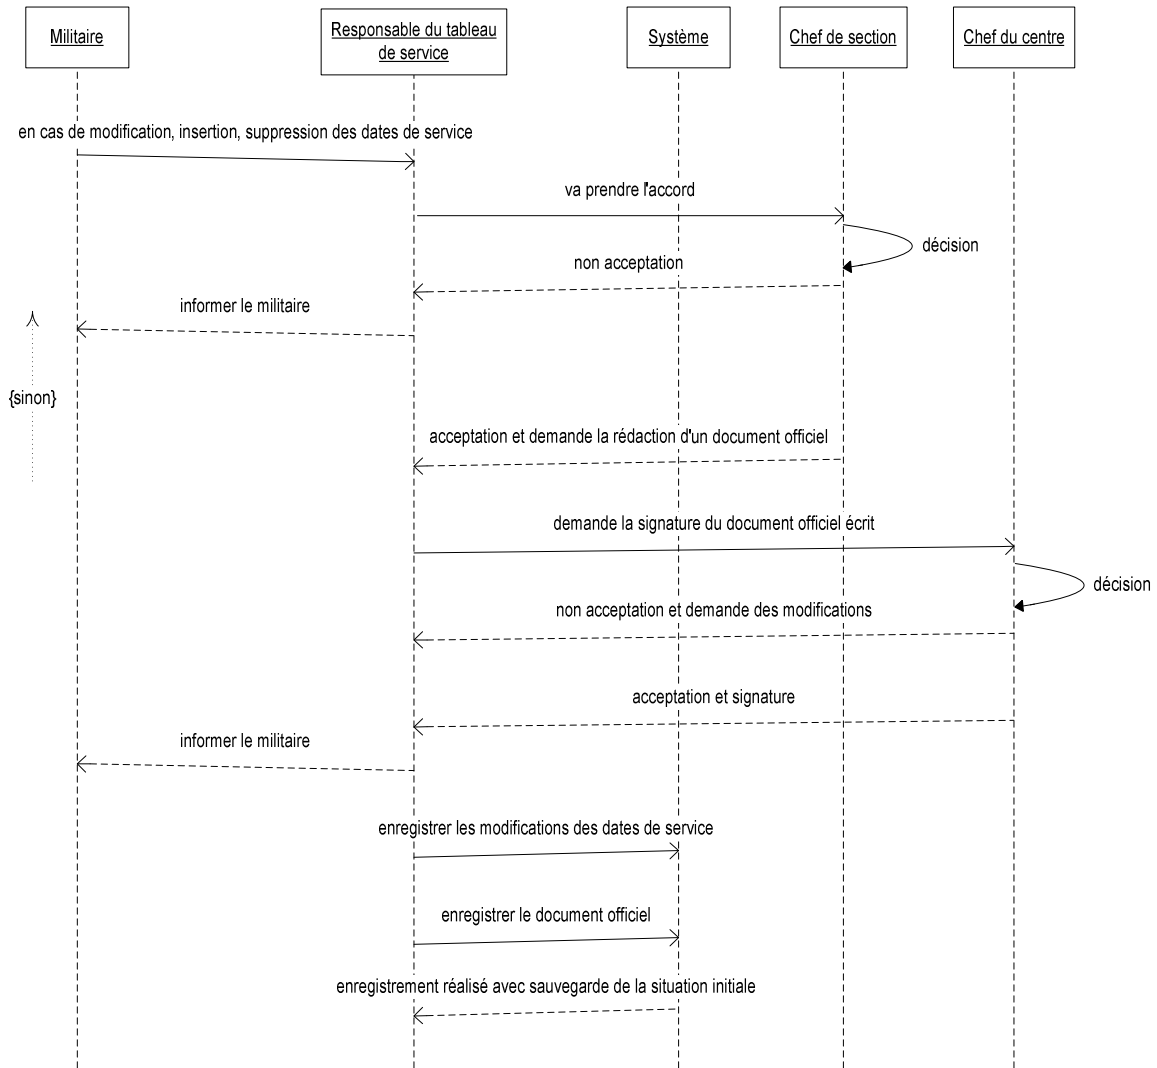 Militaire
Responsable du tableau
de service
Système
Chef de section
Chef du centre
en cas de modification, insertion, suppression des dates de service
va prendre l'accord
décision
non acceptation
informer le militaire
{sinon}
acceptation et demande la rédaction d'un document officiel
demande la signature du document officiel écrit
décision
non acceptation et demande des modifications
acceptation et signature
informer le militaire
enregistrer les modifications des dates de service
enregistrer le document officiel
enregistrement réalisé avec sauvegarde de la situation initiale